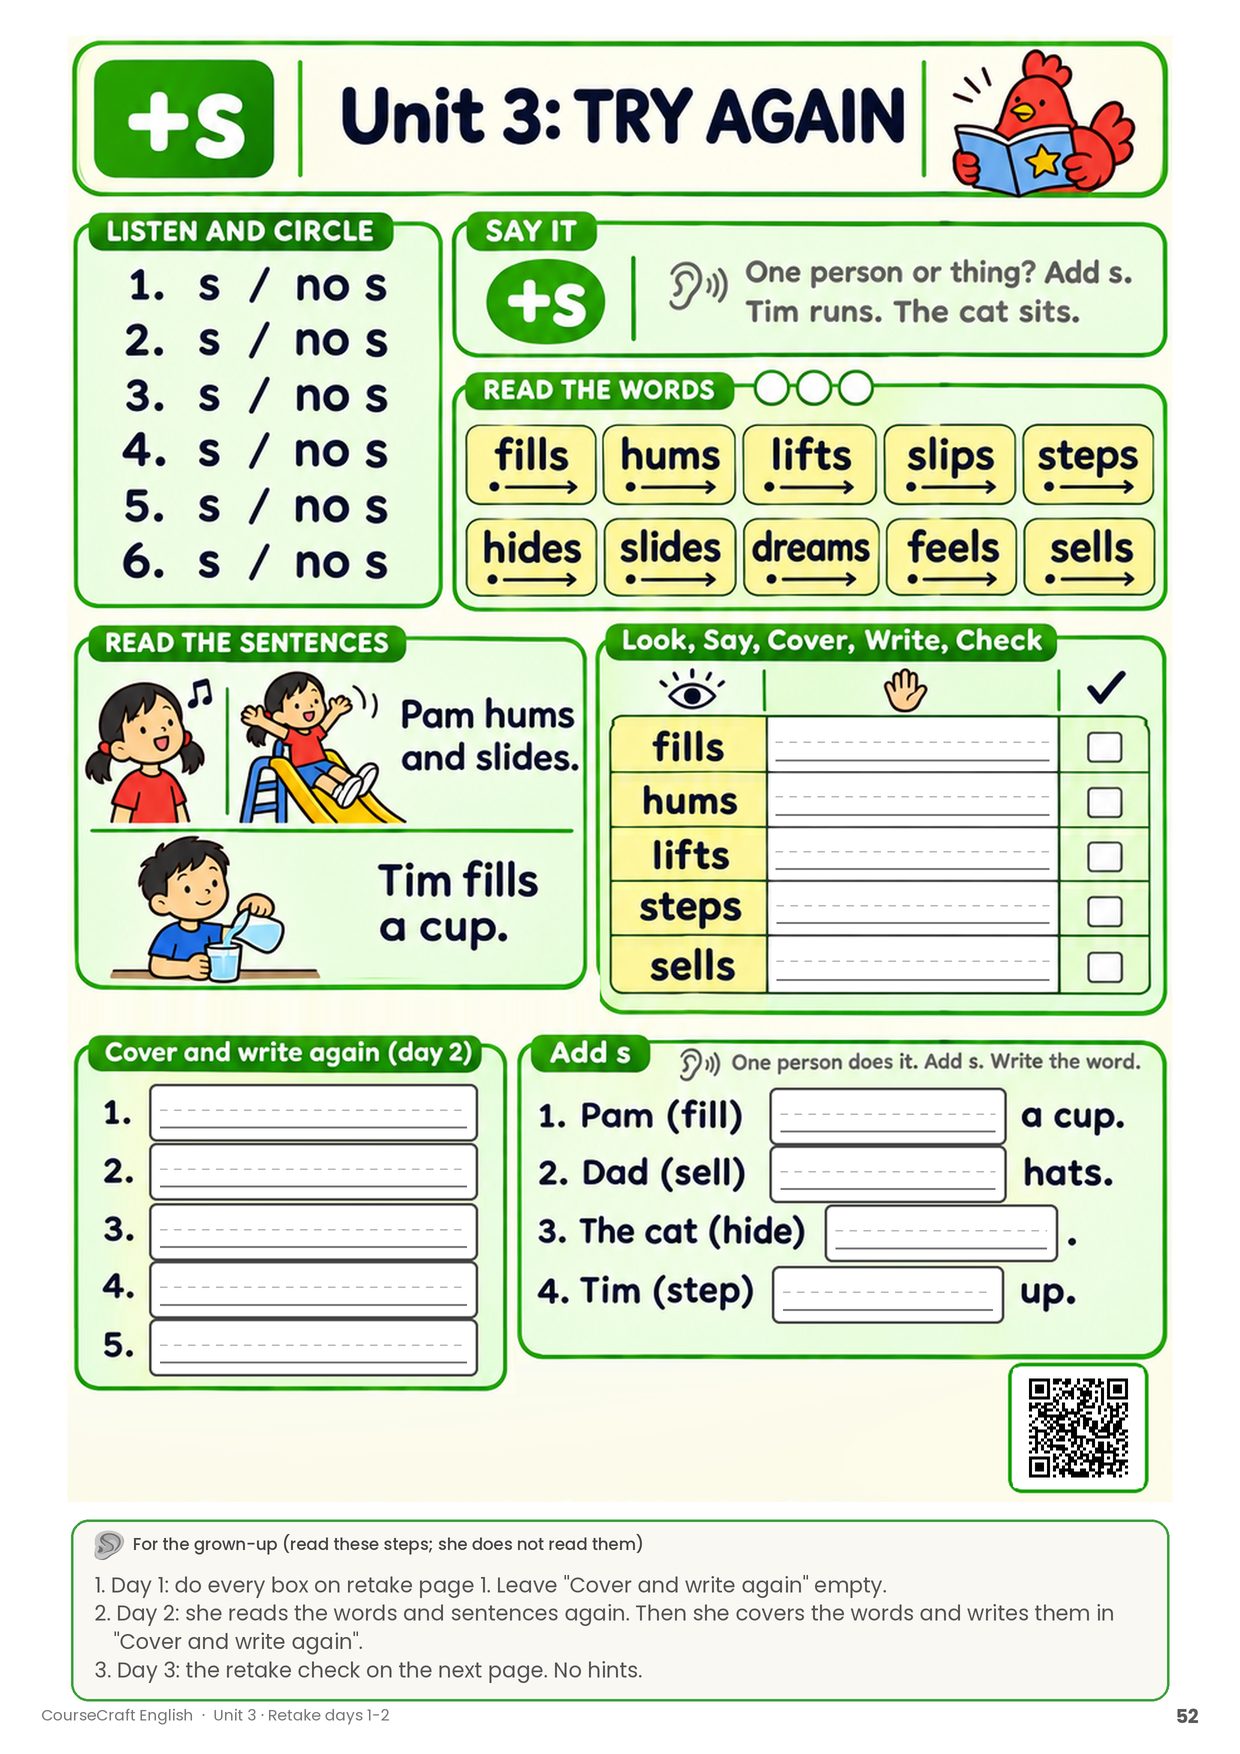 +s
Unit 3: TRY AGAIN
LISTEN AND CIRCLE
1. s / no s
2. s / no s
3. s / no s
4. s / no s
5. s / no s
6. s / no s
SAY IT
+s
One person or thing? Add s.
Tim runs. The cat sits.
READ THE WORDS
fills hums lifts slips steps
hides slides dreams feels sells
READ THE SENTENCES
Pam hums
and slides.
Tim fills
a cup.
Look, Say, Cover, Write, Check
fills
hums
lifts
steps
sells
Cover and write again (day 2)
1.
2.
3.
4.
5.
Add s
One person does it. Add s. Write the word.
1. Pam (fill) a cup.
2. Dad (sell) hats.
3. The cat (hide) .
4. Tim (step) up.
For the grown-up (read these steps; she does not read them)
1. Day 1: do every box on retake page 1. Leave "Cover and write again" empty.
2. Day 2: she reads the words and sentences again. Then she covers the words and writes them in
"Cover and write again".
3. Day 3: the retake check on the next page. No hints.
CourseCraft English · Unit 3 · Retake days 1-2
52